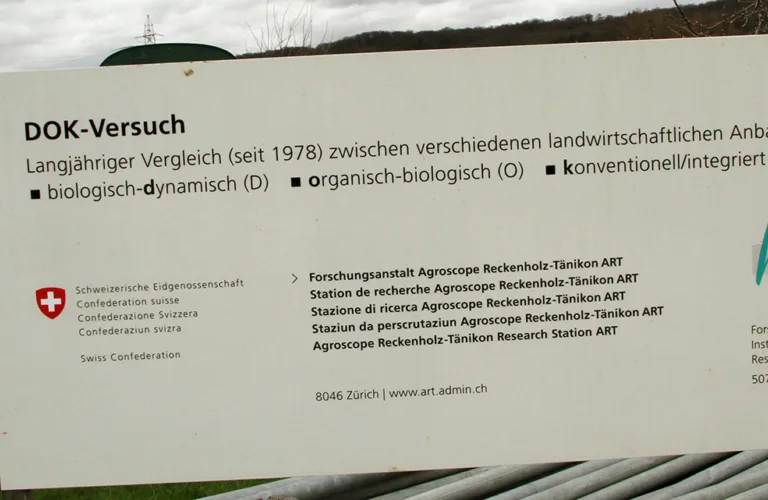 DOK-Versuch
Langjähriger Vergleich (seit 1978) zwischen verschiedenen landwirtschaftlichen
■ biologisch-dynamisch (D) ■ organisch-biologisch (O) ■ konventionell/integriert
Schweizerische Eidgenossenschaft
Confederation suisse
Confederazione Svizzera
Confederaziun svizra
Swiss Confederation
> Forschungsanstalt Agroscope Reckenholz-Tänikon ART
Station de recherche Agroscope Reckenholz-Tänikon ART
Stazione di ricerca Agroscope Reckenholz-Tänikon ART
Staziun da perscrutaziun Agroscope Reckenholz-Tänikon ART
Agroscope Reckenholz-Tänikon Research Station ART
8046 Zürich | www.art.admin.ch